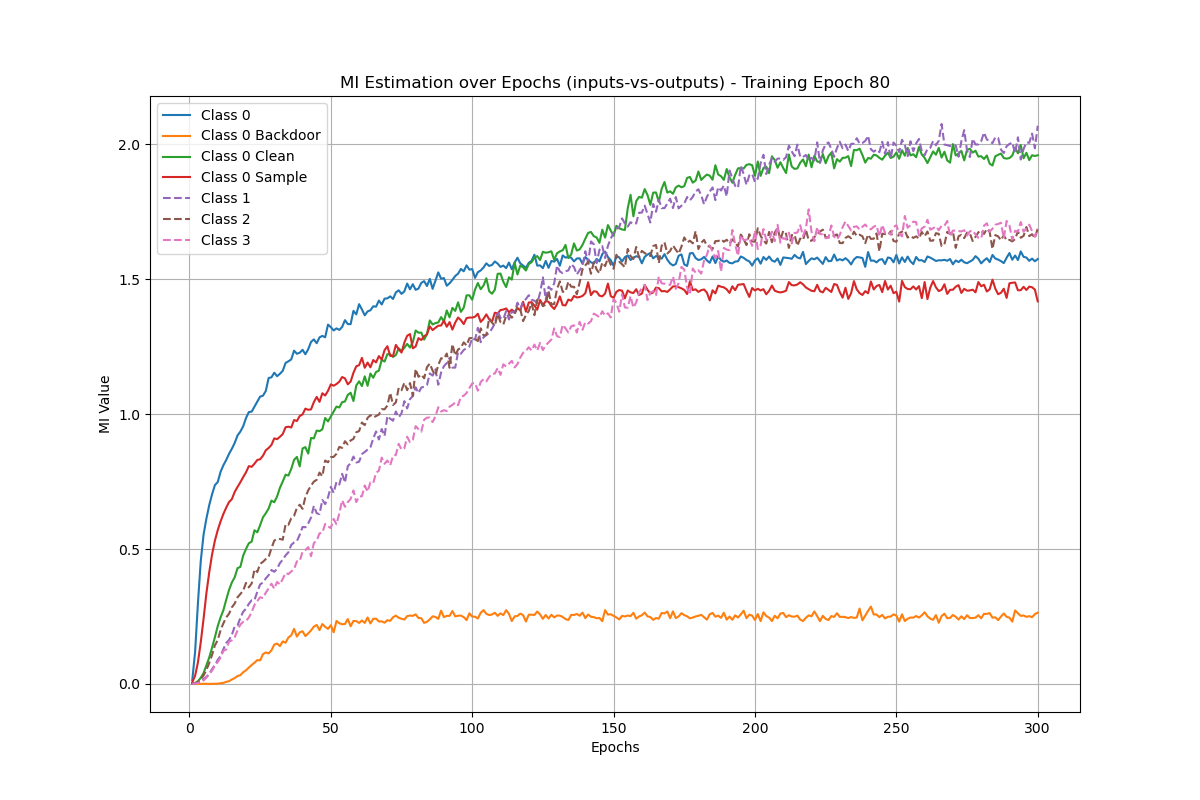 MI Estimation over Epochs (inputs-vs-outputs) - Training Epoch 80
Class 0
Class 0 Backdoor
Class 0 Clean
Class 0 Sample
Class 1
Class 2
Class 3
2.0
1.5
1.0
0.5
0.0
MI Value
0 50 100 150 200 250 300
Epochs